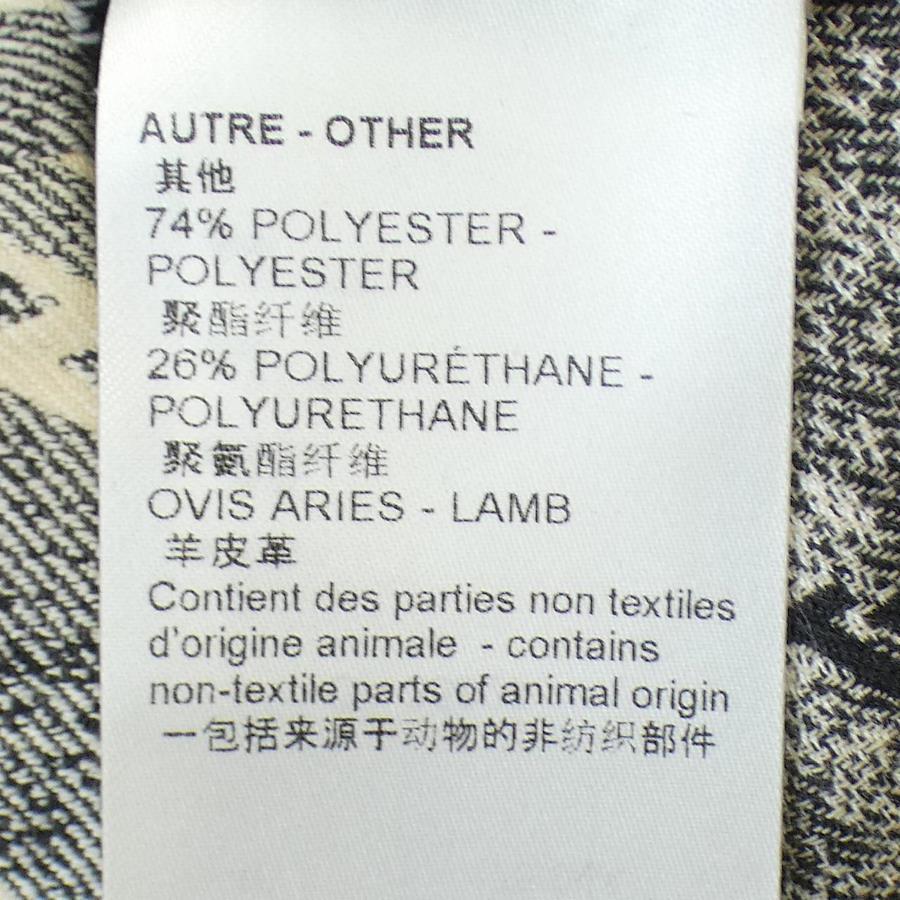 AUTRE - OTHER
其他
74% POLYESTER -
POLYESTER
聚酯纤维
26% POLYURÉTHANE -
POLYURETHANE
聚氨酯纤维
OVIS ARIES - LAMB
羊皮革
Contient des parties non textiles
d'origine animale - contains
non-textile parts of animal origin
一包括来源于动物的非纺织部件